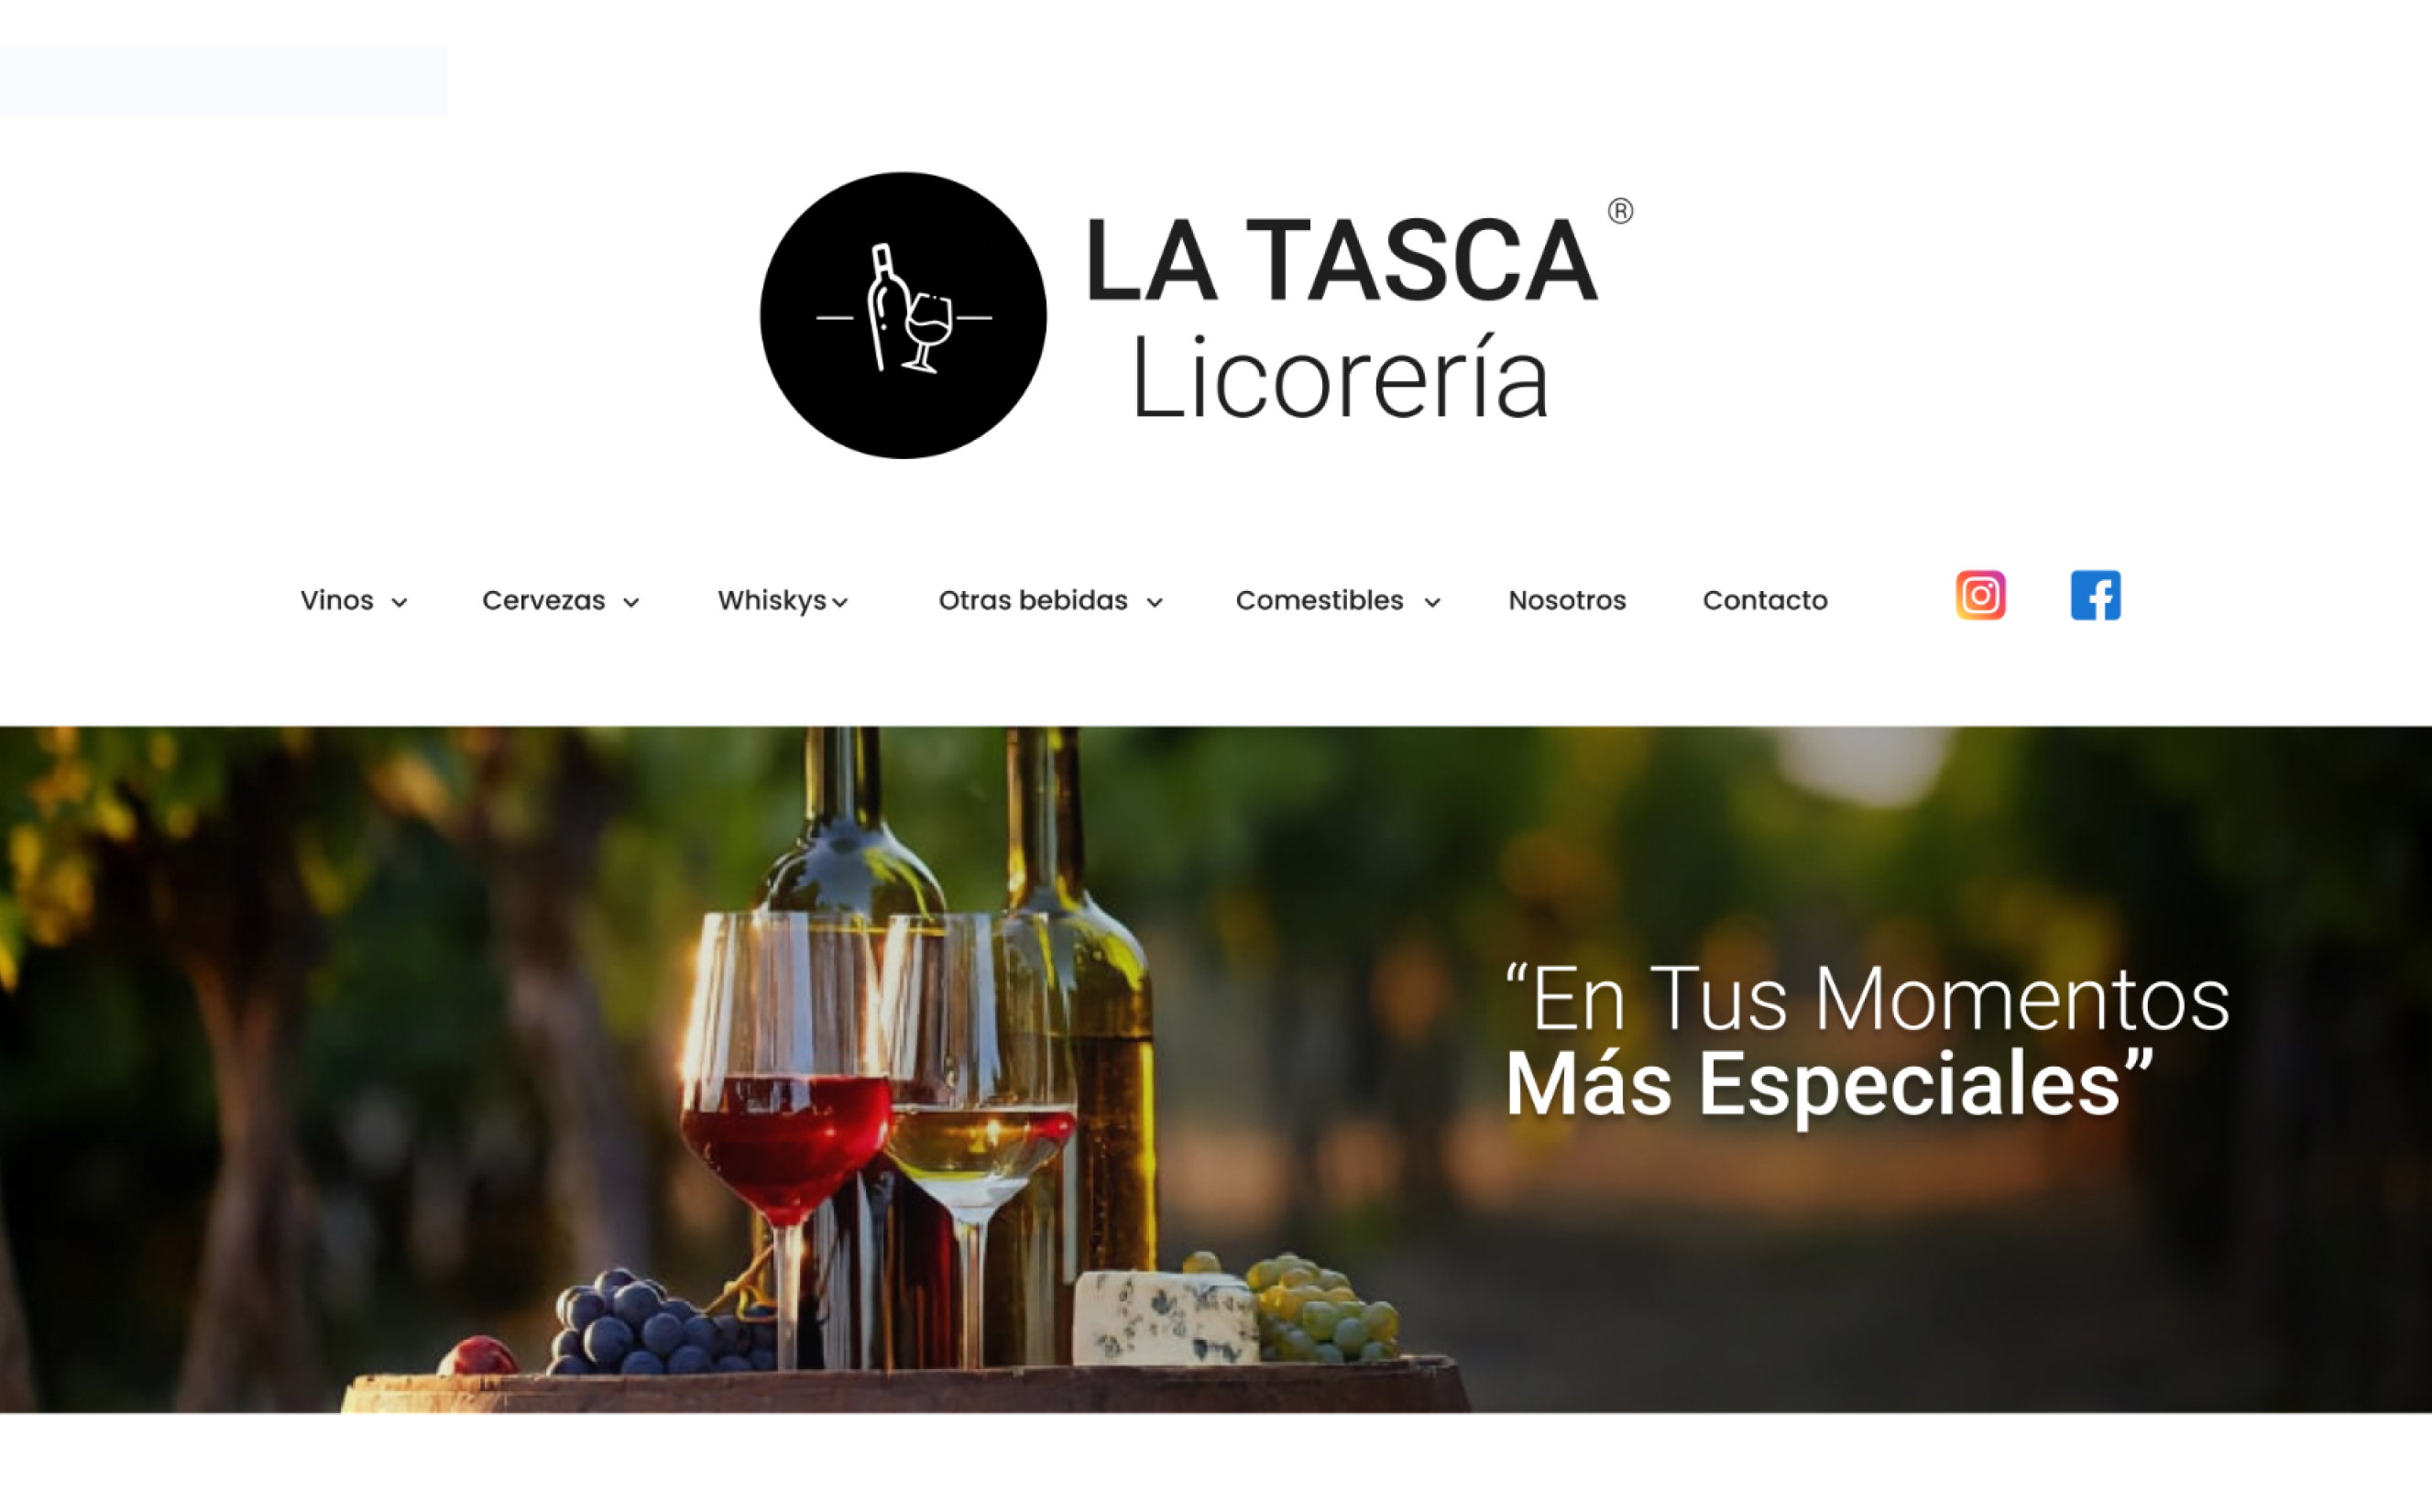 LA TASCA ®
Licorería
Vinos Cervezas Whiskys Otras bebidas Comestibles Nosotros Contacto
“En Tus Momentos
Más Especiales”